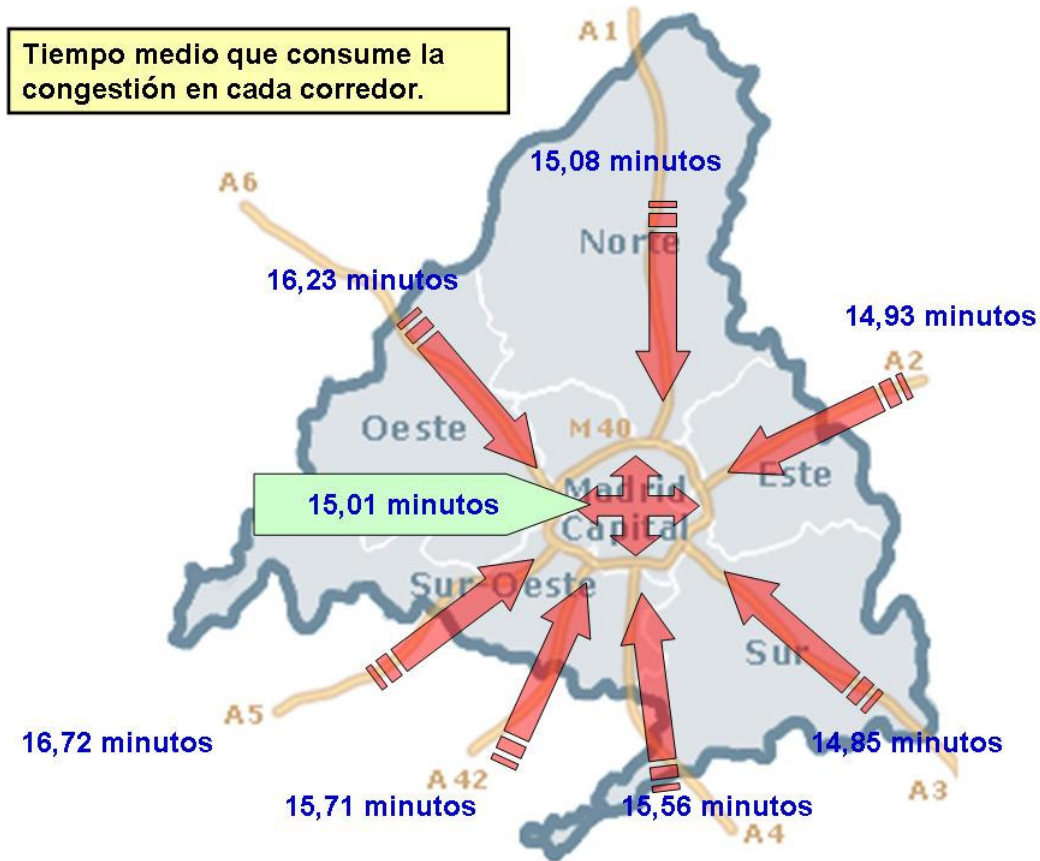 Tiempo medio que consume la
congestión en cada corredor.
A1
15,08 minutos
A6
Norte
16,23 minutos
14,93 minutos
A2
Oeste
M40
Este
15,01 minutos
Madrid
Capital
Sur-Oeste
Sur
A5
16,72 minutos
14,85 minutos
A 42
A3
15,71 minutos
15,56 minutos
A4